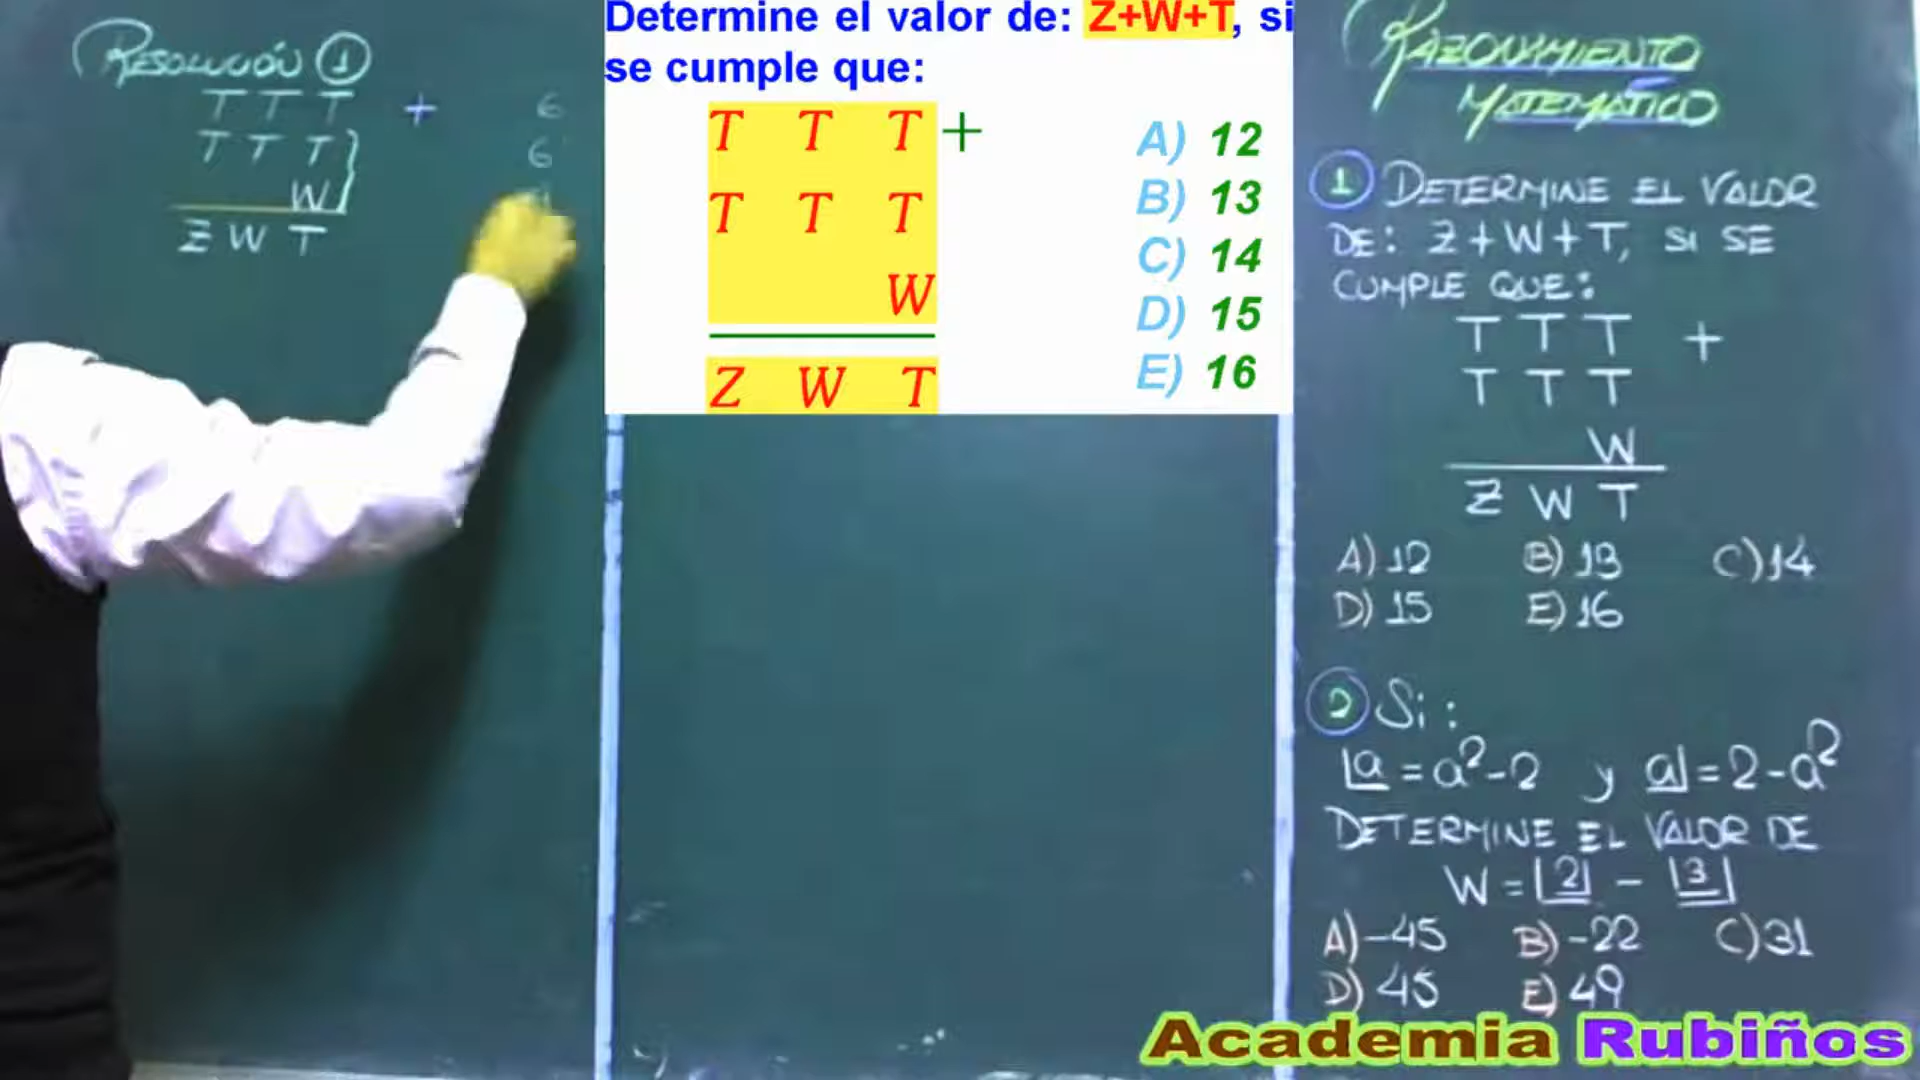 RESOLUCIÓN 1
T T T +
T T T
W
Z W T
6
6
Determine el valor de: Z+W+T, si
se cumple que:
T T T +
T T T
W
Z W T
A) 12
B) 13
C) 14
D) 15
E) 16
RAZONAMIENTO
MATEMATICO
1 DETERMINE EL VALOR
DE: Z+W+T, SI SE
CUMPLE QUE:
T T T +
T T T
W
Z W T
A) 12 B) 13 C) 14
D) 15 E) 16
2 Si:
|a = a²-2 y a| = 2-a²
DETERMINE EL VALOR DE
W = |2| - |3|
A) -45 B) -22 C) 31
D) 45 E) 49
Academia Rubiños